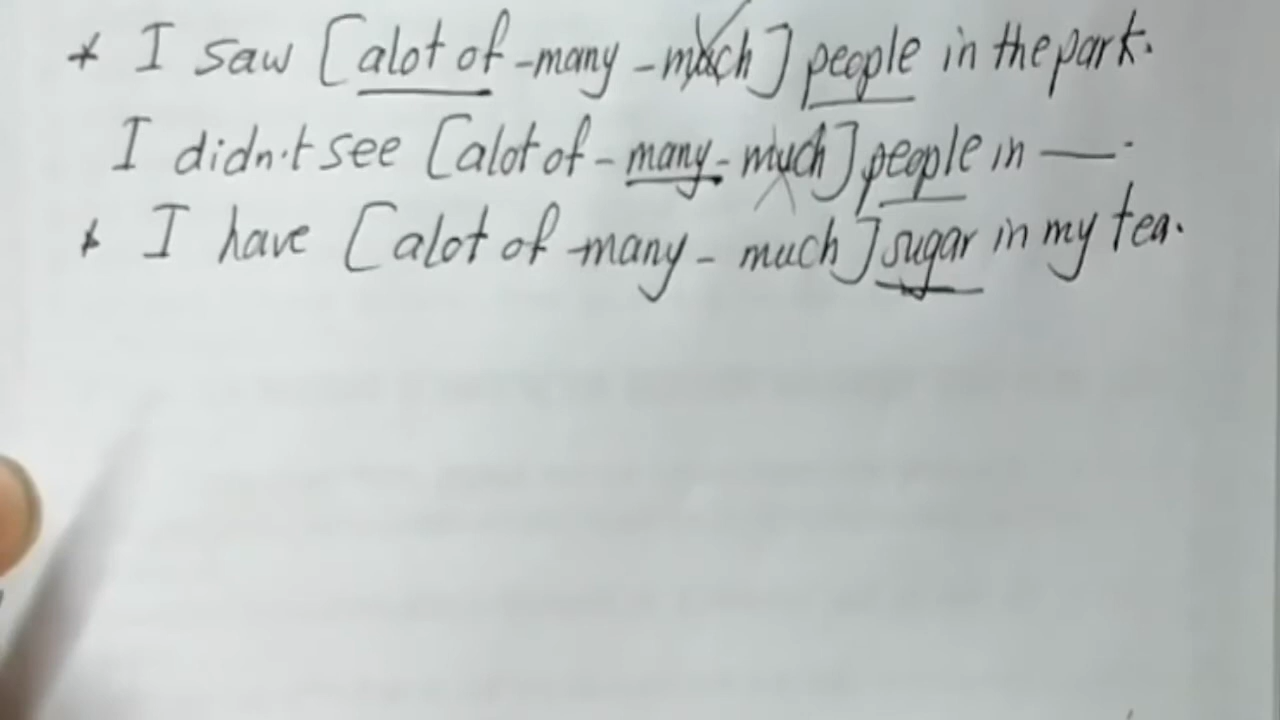 * I saw [alot of - many - much] people in the park.
I didn't see [alot of - many - much] people in —.
* I have [alot of - many - much] sugar in my tea.